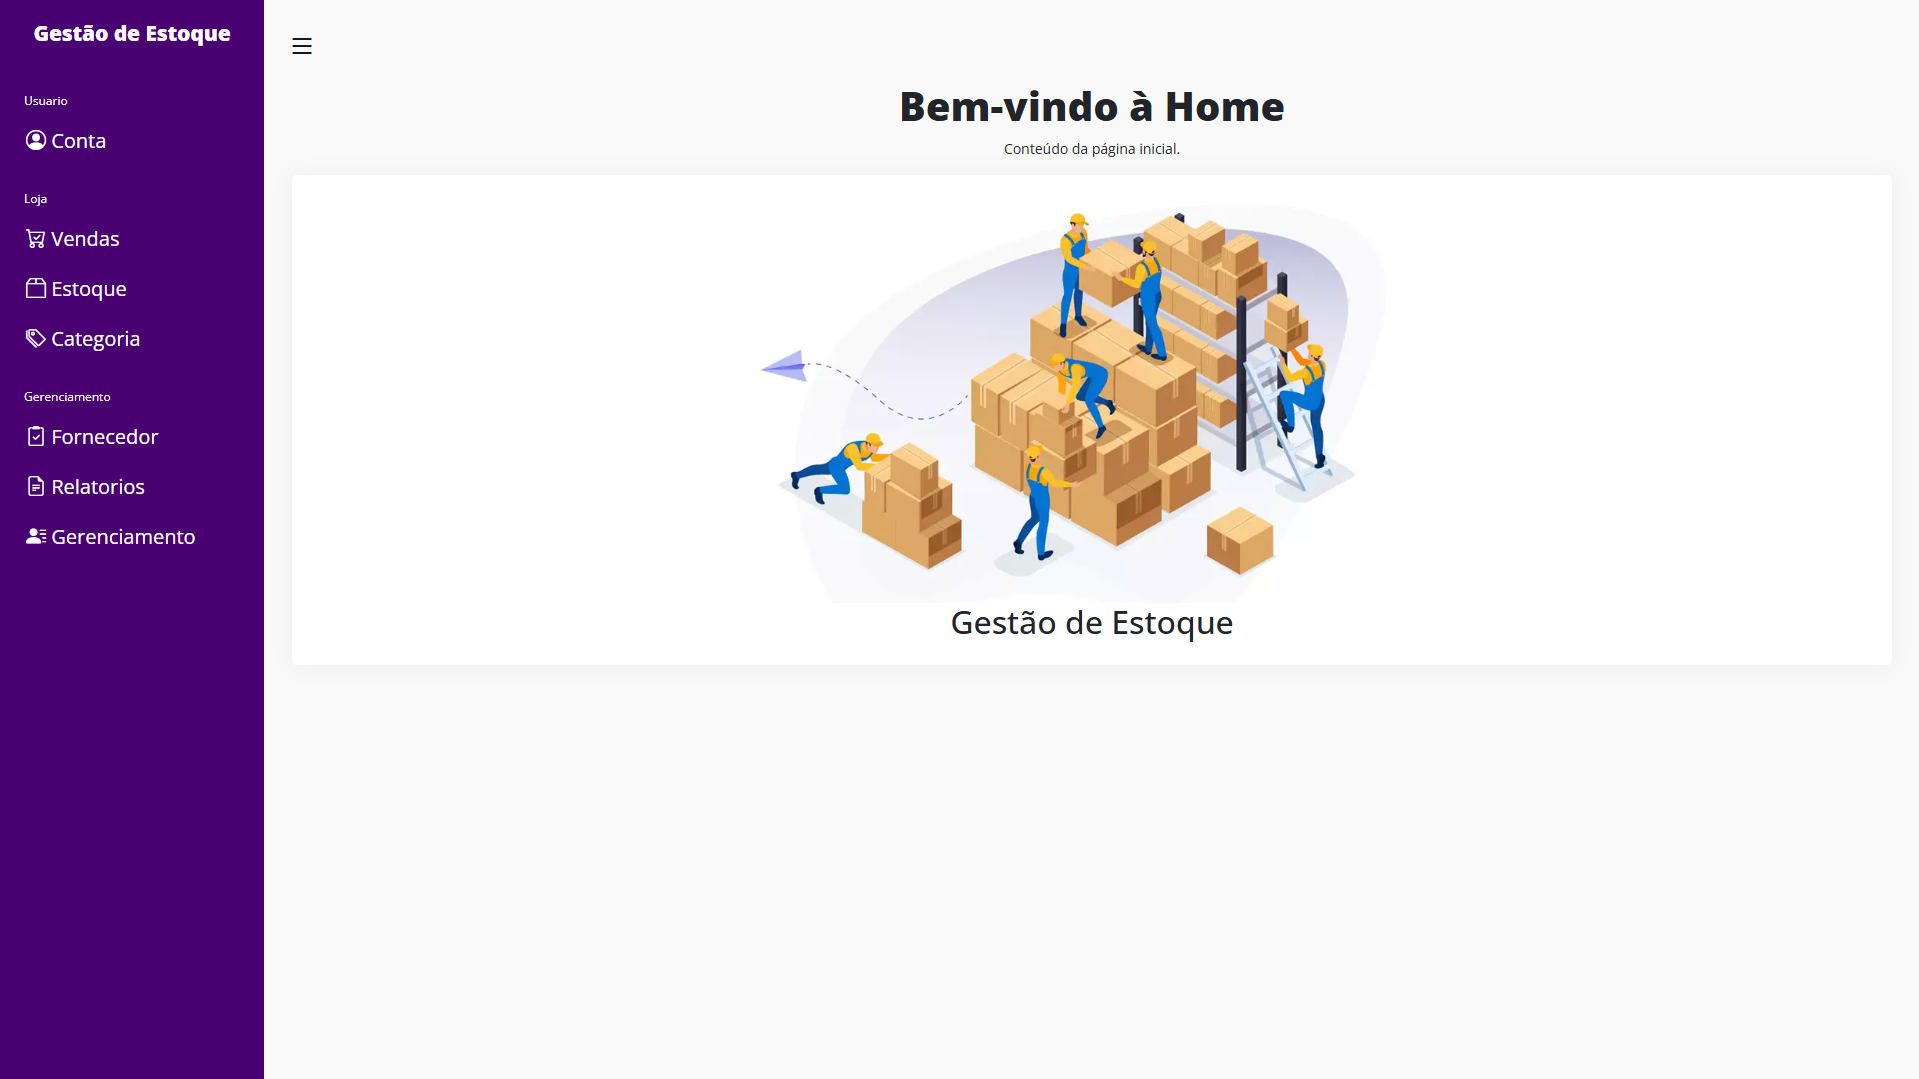 Gestão de Estoque
Usuario
Conta
Loja
Vendas
Estoque
Categoria
Gerenciamento
Fornecedor
Relatorios
Gerenciamento
Bem-vindo à Home
Conteúdo da página inicial.
Gestão de Estoque